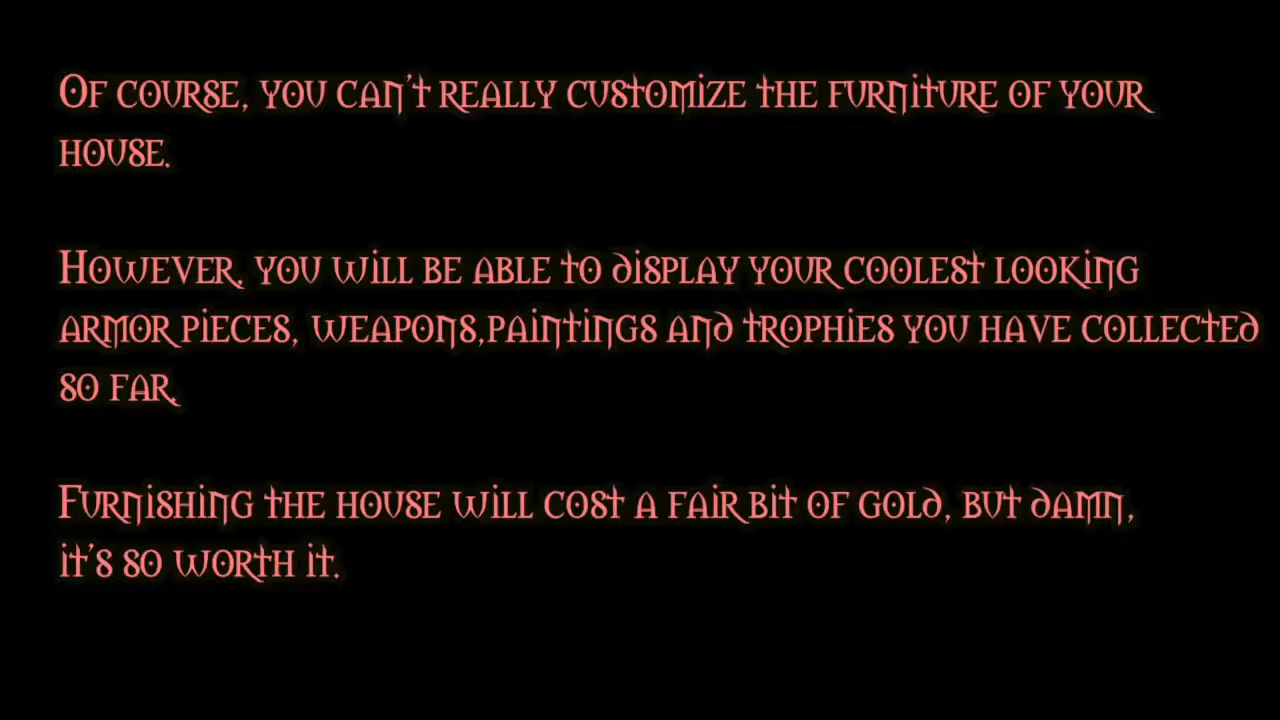 Of course, you can't really customize the furniture of your
house.
However, you will be able to display your coolest looking
armor pieces, weapons,paintings and trophies you have collected
so far.
Furnishing the house will cost a fair bit of gold, but damn,
it's so worth it.